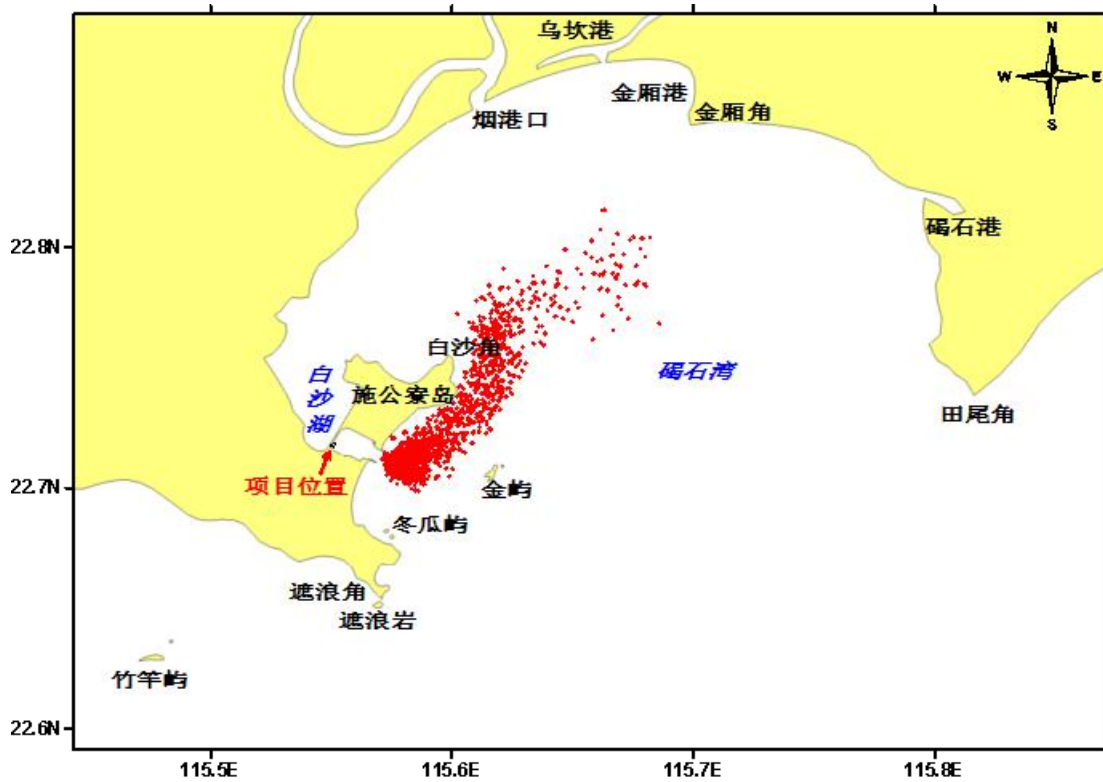 乌坎港
N
W
E
S
金厢港
烟港口
金厢角
碣石港
22.8N
白沙角
白沙湖
施公寮岛
碣石湾
田尾角
22.7N
项目位置
金屿
冬瓜屿
遮浪角
遮浪岩
竹竿屿
22.6N
115.5E
115.6E
115.7E
115.8E